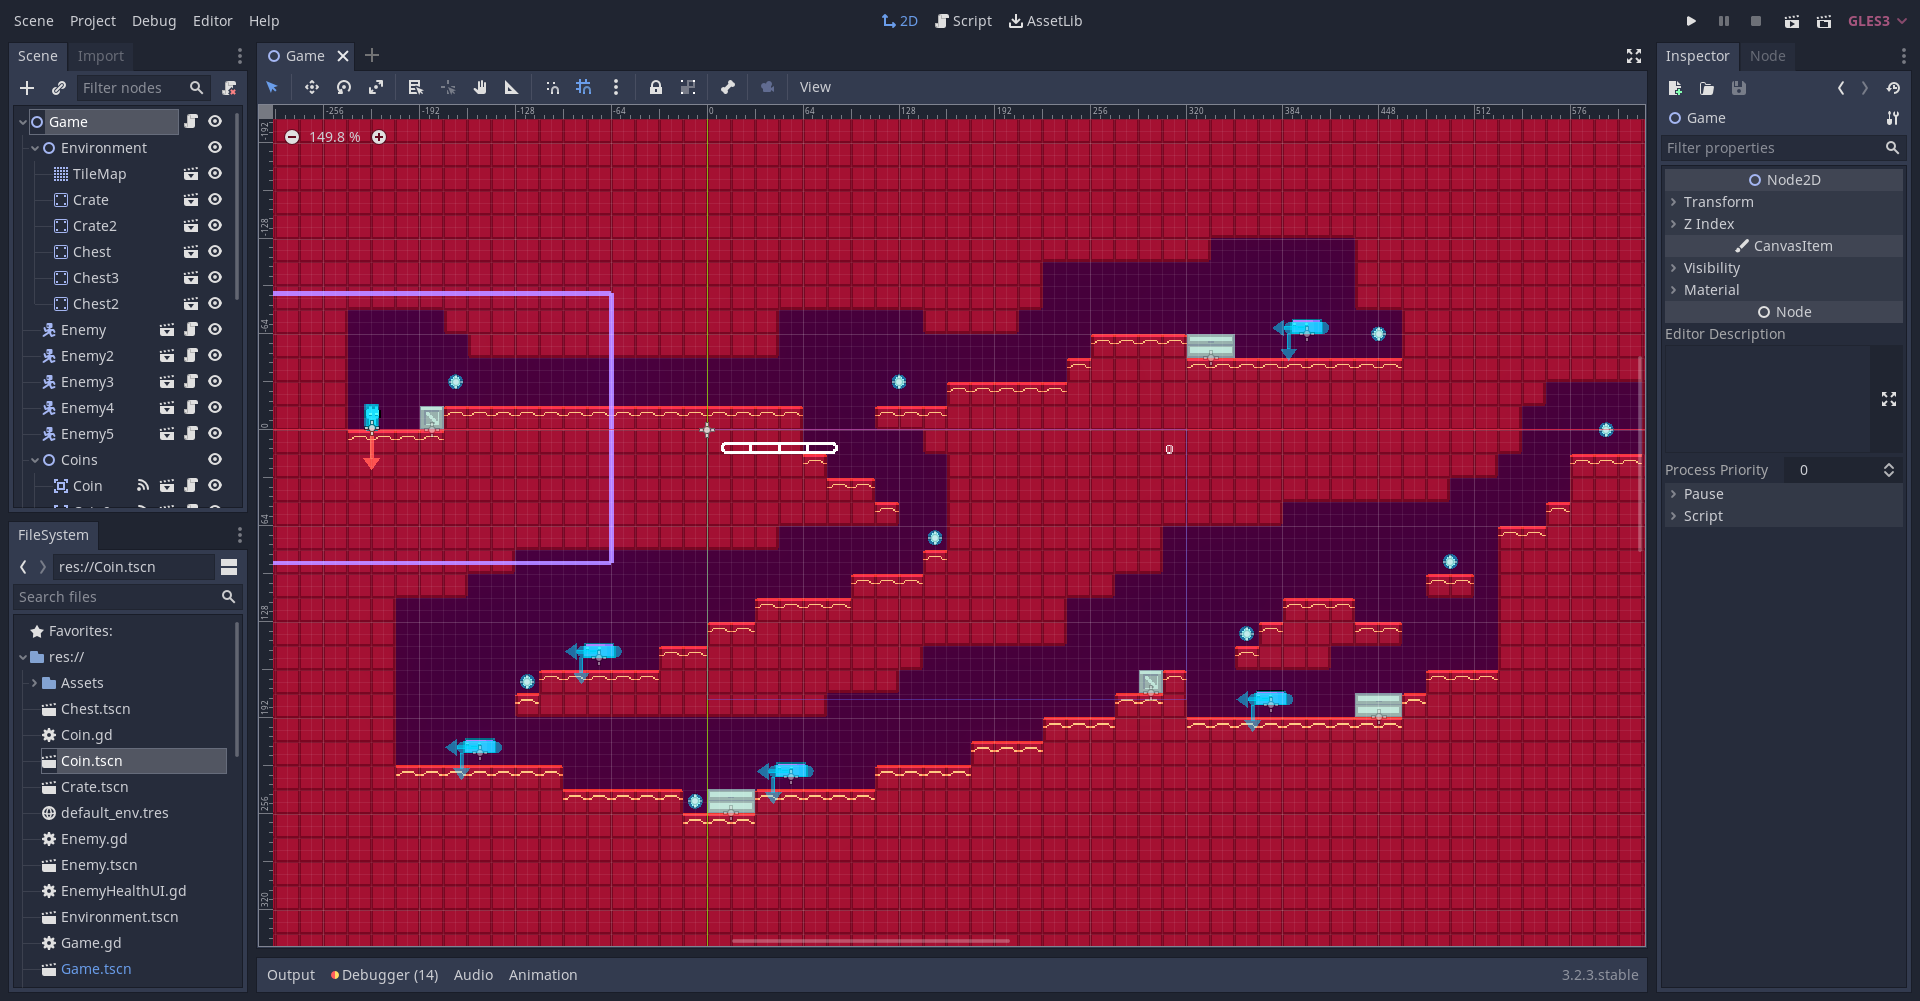 Scene Project Debug Editor Help
2D Script AssetLib
GLES3
Scene Import
Filter nodes
Game
Environment
TileMap
Crate
Crate2
Chest
Chest3
Chest2
Enemy
Enemy2
Enemy3
Enemy4
Enemy5
Coins
Coin
FileSystem
res://Coin.tscn
Search files
Favorites:
res://
Assets
Chest.tscn
Coin.gd
Coin.tscn
Crate.tscn
default_env.tres
Enemy.gd
Enemy.tscn
EnemyHealthUI.gd
Environment.tscn
Game.gd
Game.tscn
Game
View
-256 -192 -128 -64 0 64 128 192 256 320 384 448 512 576
-192
-128
-64
0
64
128
192
256
320
149.8 %
Output Debugger (14) Audio Animation
3.2.3.stable
Inspector Node
Game
Filter properties
Node2D
Transform
Z Index
CanvasItem
Visibility
Material
Node
Editor Description
Process Priority 0
Pause
Script